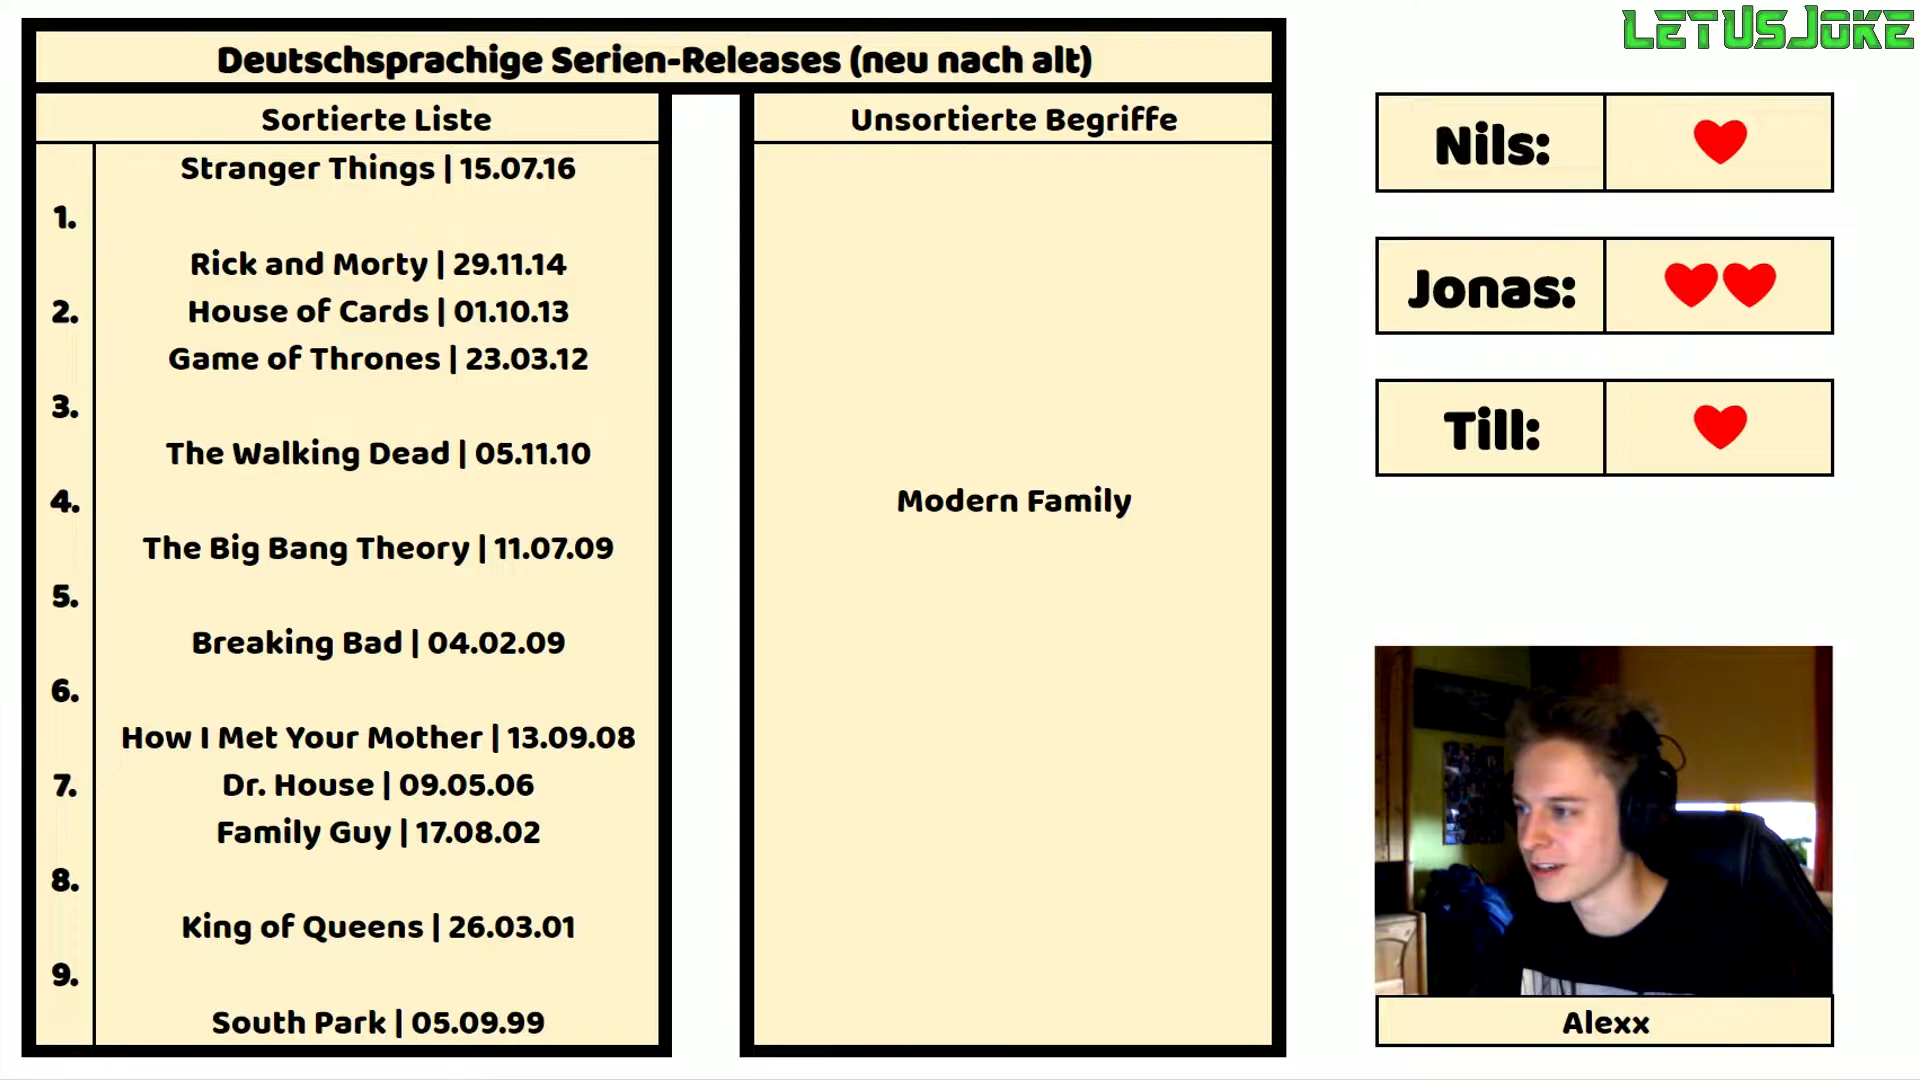 LETUSJOKE
Deutschsprachige Serien-Releases (neu nach alt)
Sortierte Liste
Stranger Things | 15.07.16
1.
Rick and Morty | 29.11.14
2.
House of Cards | 01.10.13
Game of Thrones | 23.03.12
3.
The Walking Dead | 05.11.10
4.
The Big Bang Theory | 11.07.09
5.
Breaking Bad | 04.02.09
6.
How I Met Your Mother | 13.09.08
7.
Dr. House | 09.05.06
Family Guy | 17.08.02
8.
King of Queens | 26.03.01
9.
South Park | 05.09.99
Unsortierte Begriffe
Modern Family
Nils:
Jonas:
Till:
Alexx